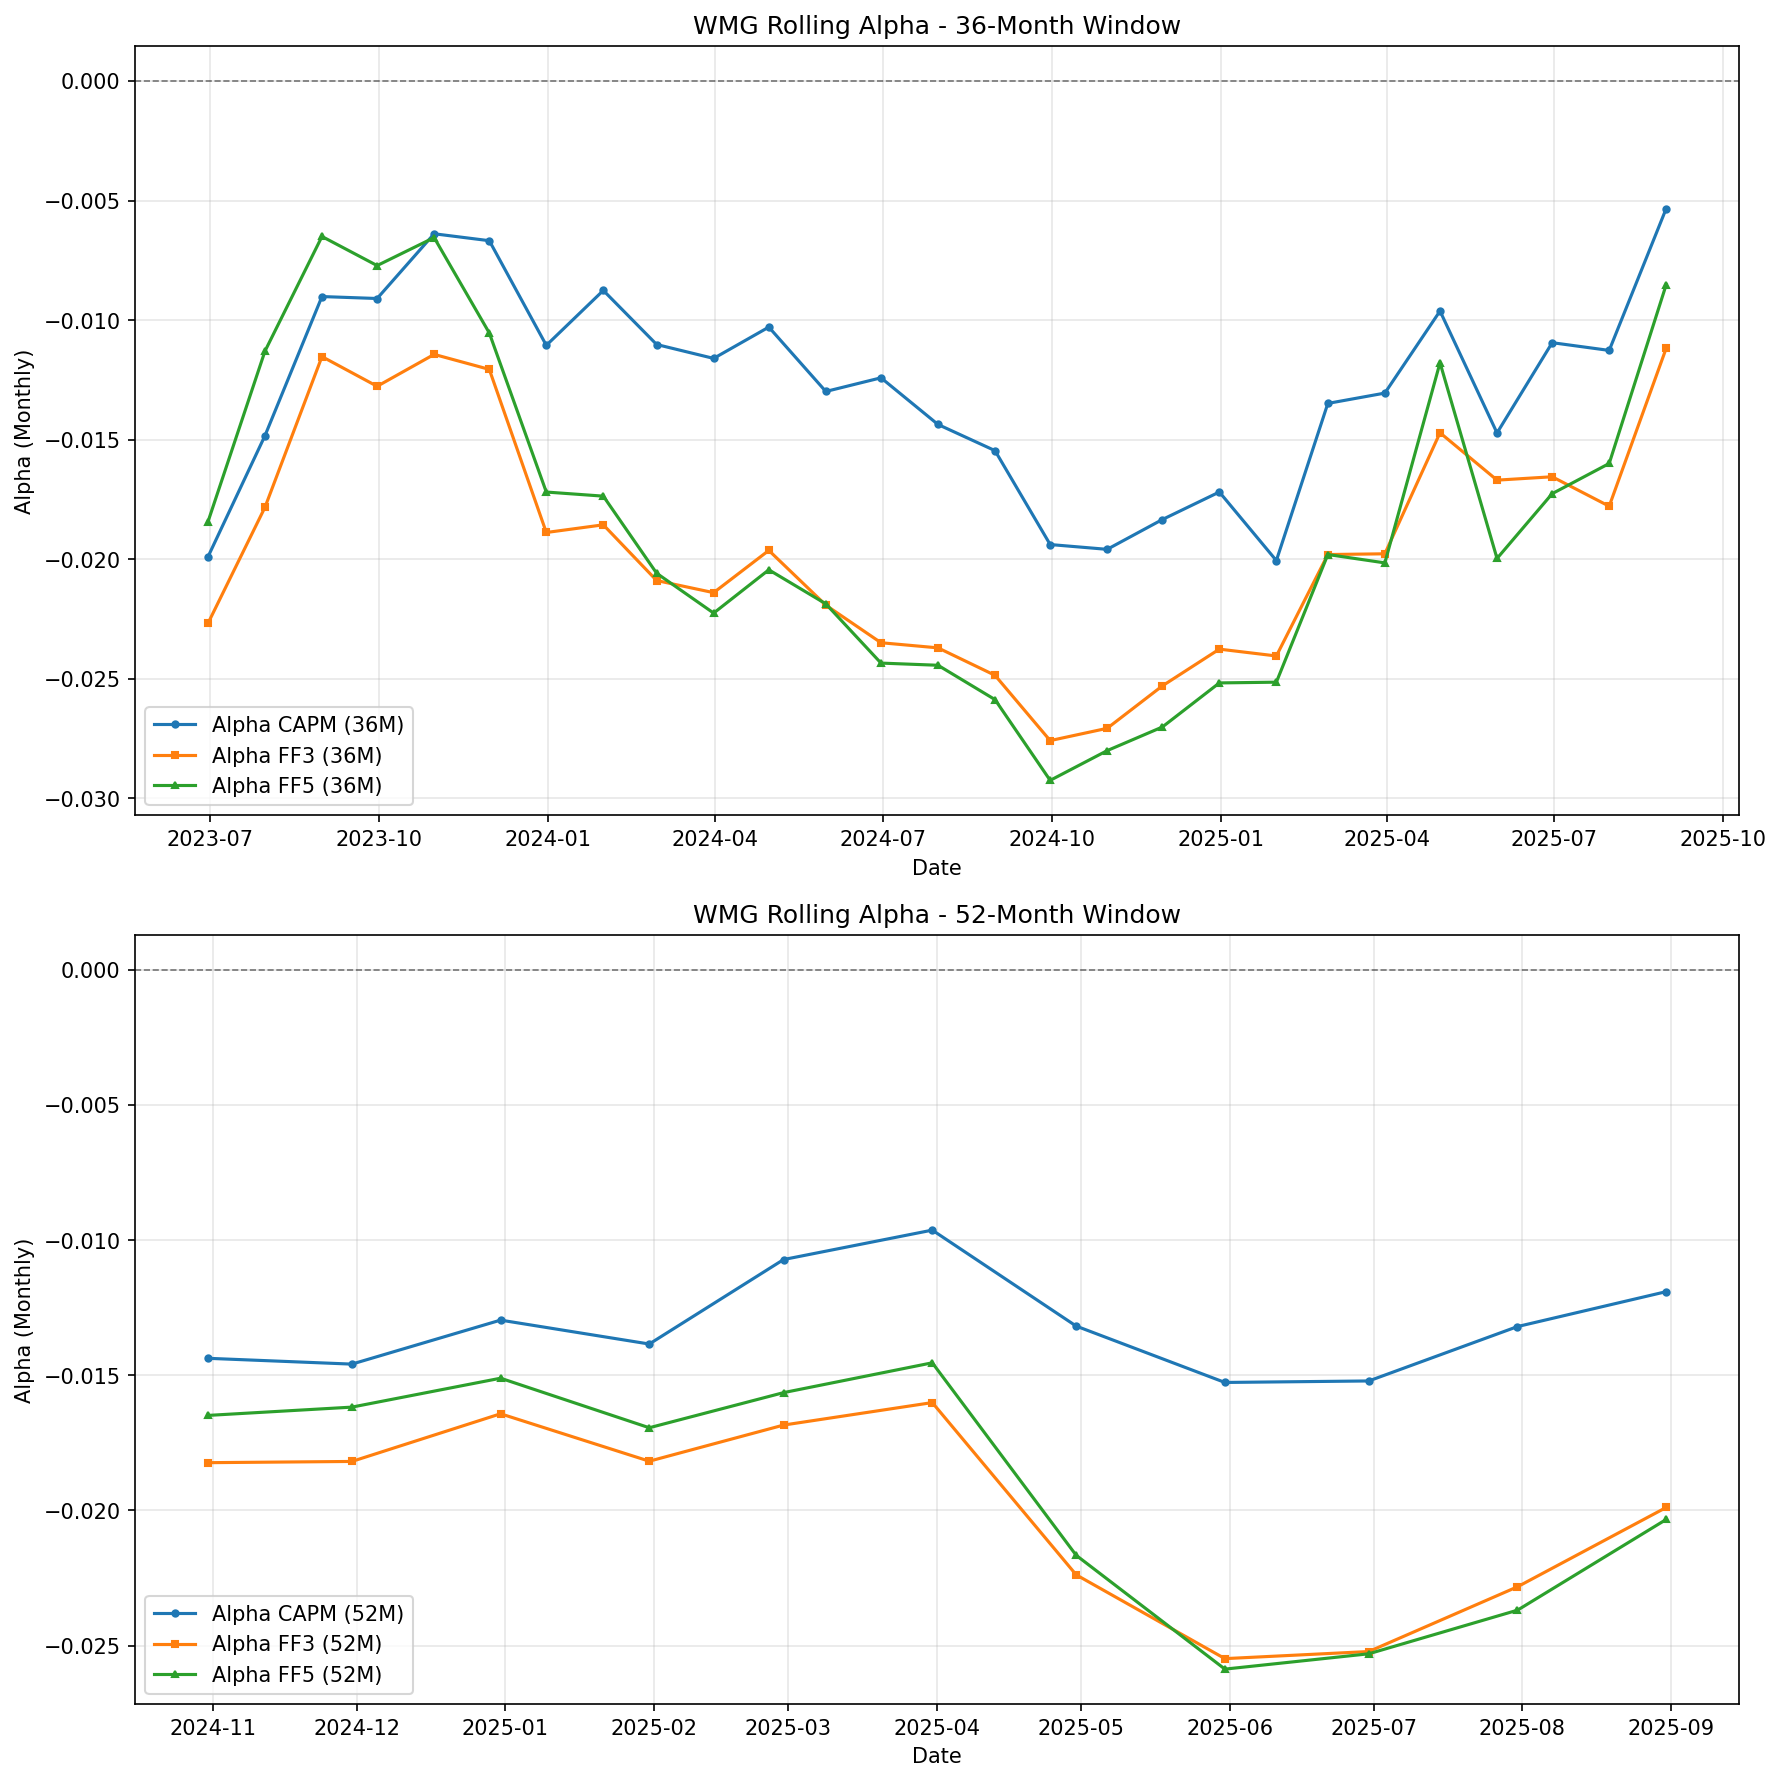 WMG Rolling Alpha - 36-Month Window
0.000
−0.005
−0.010
−0.015
−0.020
−0.025
−0.030
Alpha (Monthly)
Alpha CAPM (36M)
Alpha FF3 (36M)
Alpha FF5 (36M)
2023-07 2023-10 2024-01 2024-04 2024-07 2024-10 2025-01 2025-04 2025-07 2025-10
Date
WMG Rolling Alpha - 52-Month Window
0.000
−0.005
−0.010
−0.015
−0.020
−0.025
Alpha (Monthly)
Alpha CAPM (52M)
Alpha FF3 (52M)
Alpha FF5 (52M)
2024-11 2024-12 2025-01 2025-02 2025-03 2025-04 2025-05 2025-06 2025-07 2025-08 2025-09
Date